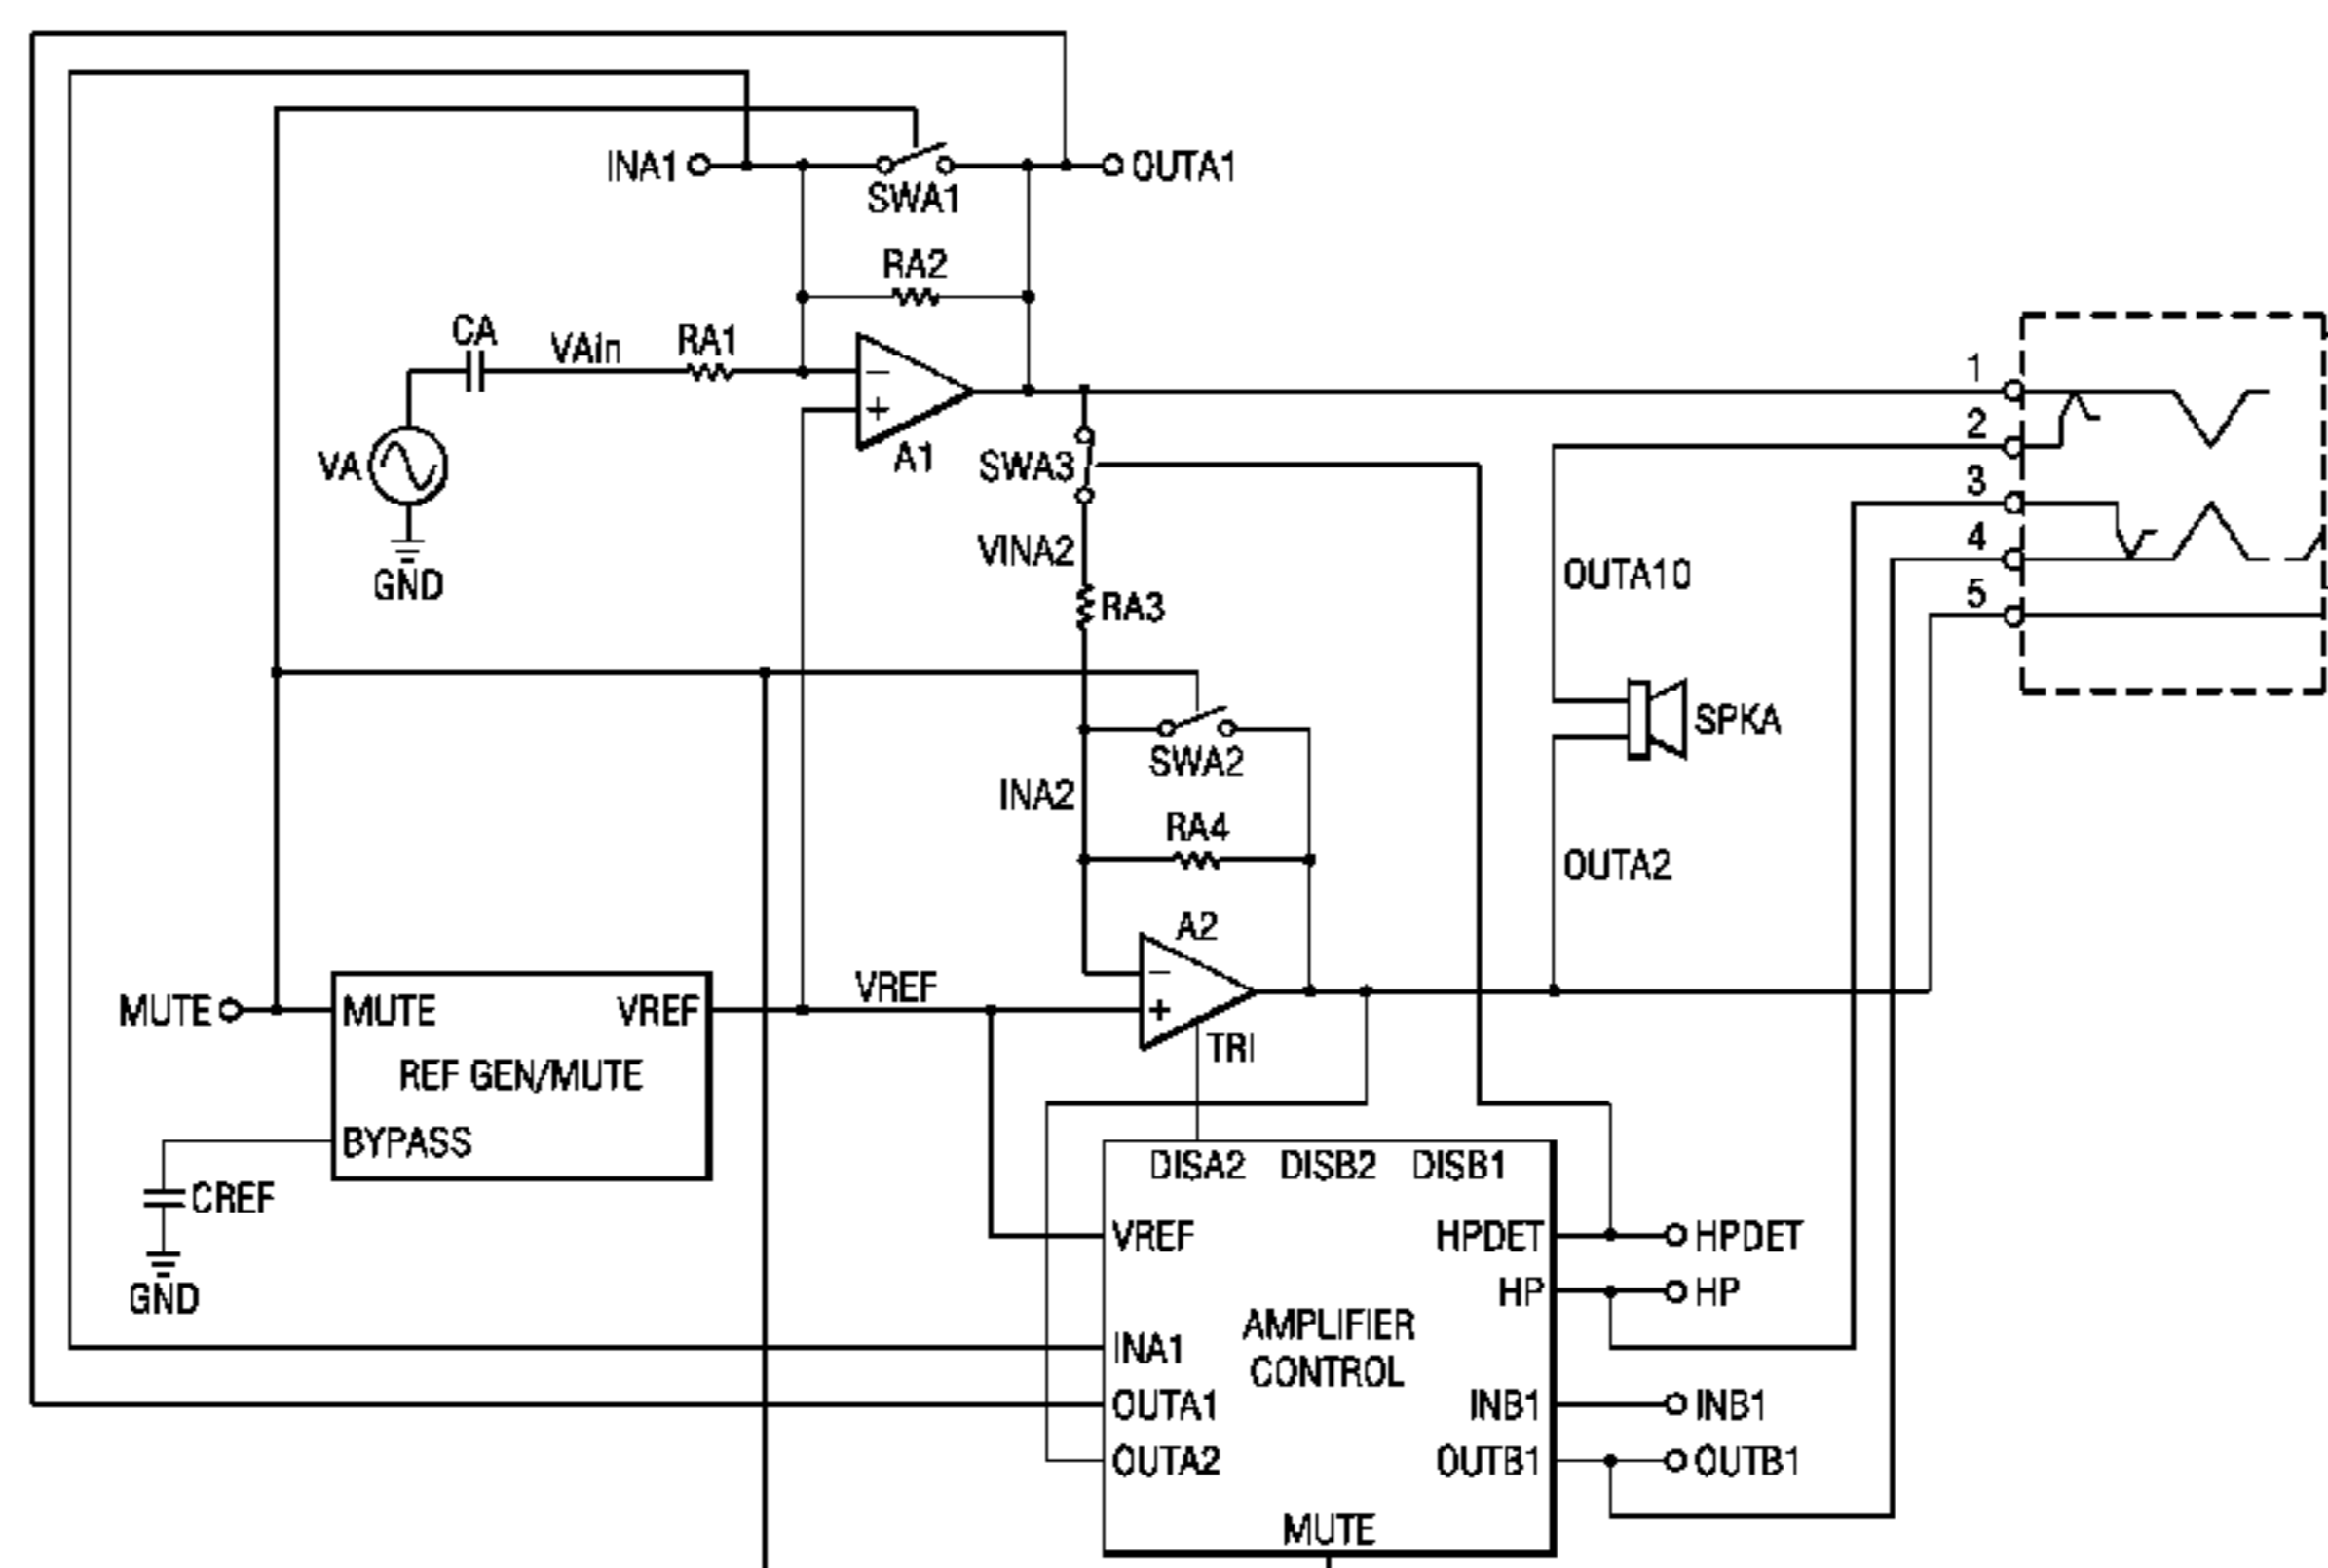 INA1
SWA1
OUTA1
RA2
CA
VAin
RA1
−
+
A1
VA
GND
SWA3
VINA2
RA3
1
2
3
4
5
OUTA10
SPKA
SWA2
INA2
RA4
OUTA2
A2
−
+
TRI
MUTE
MUTE
VREF
VREF
REF GEN/MUTE
BYPASS
CREF
GND
DISA2
DISB2
DISB1
VREF
HPDET
HPDET
HP
HP
AMPLIFIER
CONTROL
INA1
OUTA1
OUTA2
INB1
INB1
OUTB1
OUTB1
MUTE